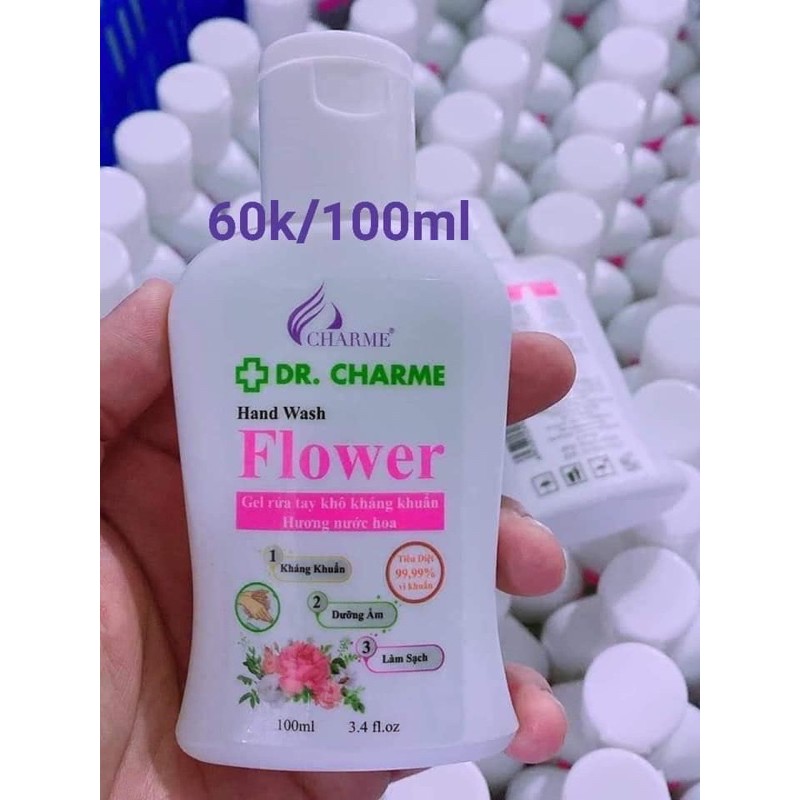 60k/100ml
CHARME®
DR. CHARME
Hand Wash
Flower
Gel rửa tay khô kháng khuẩn
Hương nước hoa
1 Kháng Khuẩn
Tiêu Diệt
99,99%
vi khuẩn
2 Dưỡng Ẩm
3 Làm Sạch
100ml 3.4 fl.oz